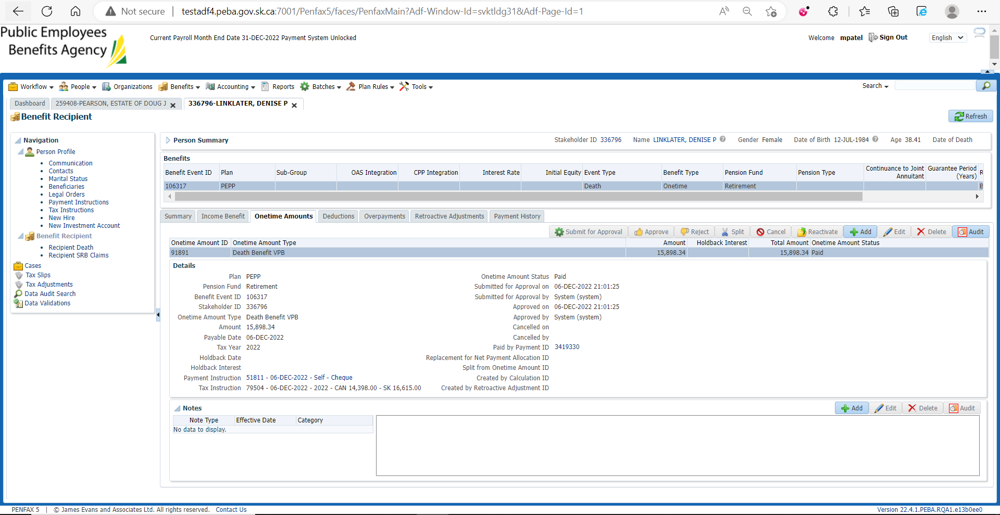 Not secure | testadf4.peba.gov.sk.ca:7001/Penfax5/faces/PenfaxMain?Adf-Window-Id=svktldg31&Adf-Page-Id=1
Public Employees
Benefits Agency
Current Payroll Month End Date 31-DEC-2022 Payment System Unlocked
Welcome mpatel Sign Out English
Workflow People Organizations Benefits Accounting Reports Batches Plan Rules Tools Search
Dashboard 259408-PEARSON, ESTATE OF DOUG J 336796-LINKLATER, DENISE P
Benefit Recipient
Refresh
Navigation
Person Profile
Communication
Contacts
Marital Status
Beneficiaries
Legal Orders
Payment Instructions
Tax Instructions
New Hire
New Investment Account
Benefit Recipient
Recipient Death
Recipient SRB Claims
Cases
Tax Slips
Tax Adjustments
Data Audit Search
Data Validations
Person Summary Stakeholder ID 336796 Name LINKLATER, DENISE P Gender Female Date of Birth 12-JUL-1984 Age 38.41 Date of Death
Benefits
Benefit Event ID Plan Sub-Group OAS Integration CPP Integration Interest Rate Initial Equity Event Type Benefit Type Pension Fund Pension Type Continuance to Joint Annuitant Guarantee Period (Years) R
106317 PEPP Death Onetime Retirement B
Summary Income Benefit Onetime Amounts Deductions Overpayments Retroactive Adjustments Payment History
Submit for Approval Approve Reject Split Cancel Reactivate Add Edit Delete Audit
Onetime Amount ID Onetime Amount Type Amount Holdback Interest Total Amount Onetime Amount Status
91891 Death Benefit VPB 15,898.34 15,898.34 Paid
Details
Plan PEPP Onetime Amount Status Paid
Pension Fund Retirement Submitted for Approval on 06-DEC-2022 21:01:25
Benefit Event ID 106317 Submitted for Approval by System (system)
Stakeholder ID 336796 Approved on 06-DEC-2022 21:01:25
Onetime Amount Type Death Benefit VPB Approved by System (system)
Amount 15,898.34 Cancelled on
Payable Date 06-DEC-2022 Cancelled by
Tax Year 2022 Paid by Payment ID 3419330
Holdback Date Replacement for Net Payment Allocation ID
Holdback Interest Split from Onetime Amount ID
Payment Instruction 51811 - 06-DEC-2022 - Self - Cheque Created by Calculation ID
Tax Instruction 79504 - 06-DEC-2022 - 2022 - CAN 14,398.00 - SK 16,615.00 Created by Retroactive Adjustment ID
Notes Add Edit Delete Audit
Note Type Effective Date Category
No data to display.
PENFAX 5 | © James Evans and Associates Ltd. All rights reserved. Contact Us Version 22.4.1.PEBA.RQA1.e13b0ee0